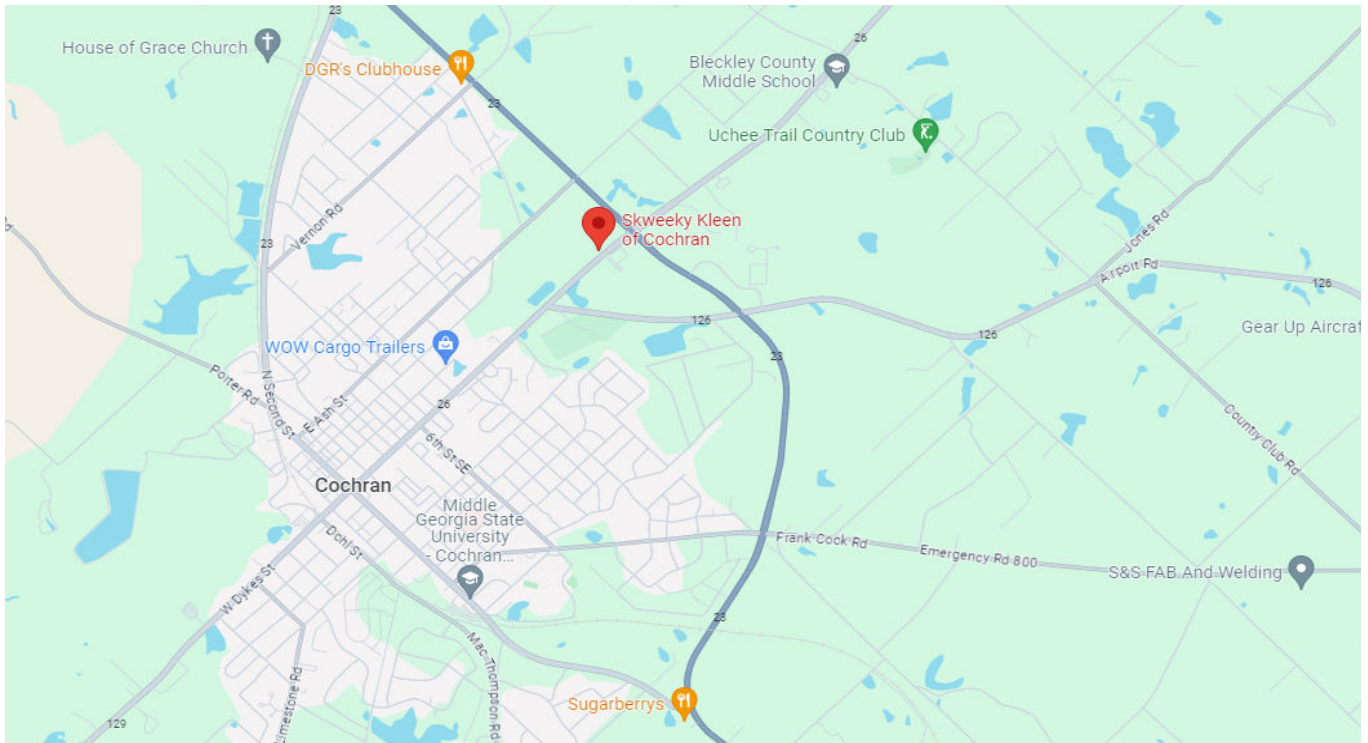 23
26
House of Grace Church
DGR's Clubhouse
Bleckley County
Middle School
23
Uchee Trail Country Club
Vernon Rd
Skweeky Kleen
of Cochran
Jones Rd
23
Airport Rd
126
126
Gear Up Aircraf
126
WOW Cargo Trailers
23
Porter Rd
N Second St
E Ash St
26
Country Club Rd
6th St SE
Cochran
Middle
Georgia State
University
- Cochran...
Dohl St
Frank Cook Rd
Emergency Rd 800
S&S FAB And Welding
W Dykes St
23
Mac Thompson Rd
Limestone Rd
Sugarberrys
129